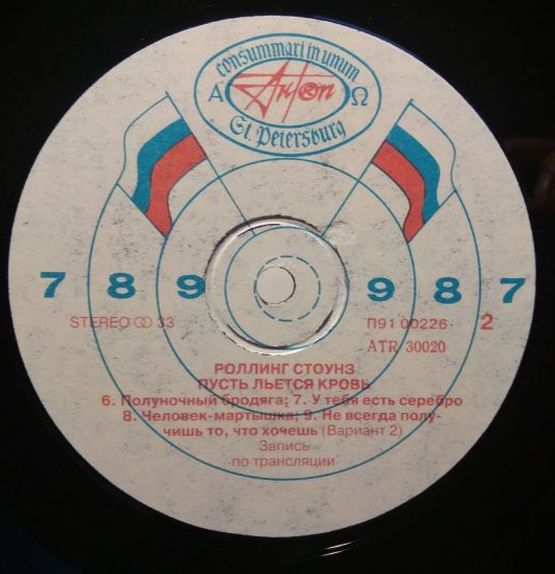 consummari in unum
Α Антроп Ω
St. Petersburg
7 8 9 9 8 7
STEREO 33 П91 00226 2
ATR 30020
РОЛЛИНГ СТОУНЗ
ПУСТЬ ЛЬЕТСЯ КРОВЬ
6. Полуночный бродяга; 7. У тебя есть серебро
8. Человек-мартышка; 9. Не всегда полу-
чишь то, что хочешь (Вариант 2)
Запись
по трансляции